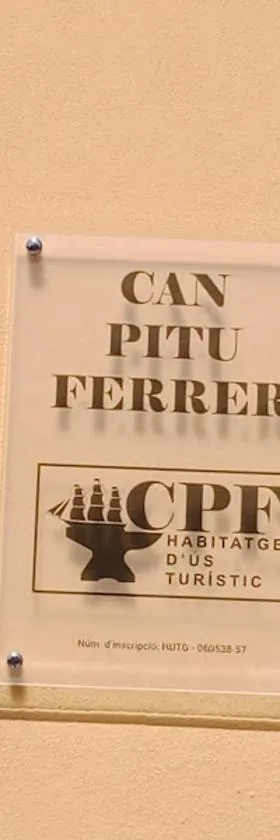 CAN
PITU
FERRER
CPF
HABITATGE
D'ÚS
TURÍSTIC
Núm. d'inscripció: HUTG - 060538-57